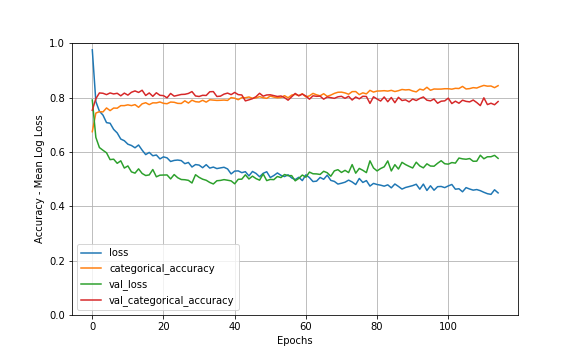 1.0
0.8
0.6
0.4
0.2
0.0
Accuracy - Mean Log Loss
loss
categorical_accuracy
val_loss
val_categorical_accuracy
0 20 40 60 80 100
Epochs